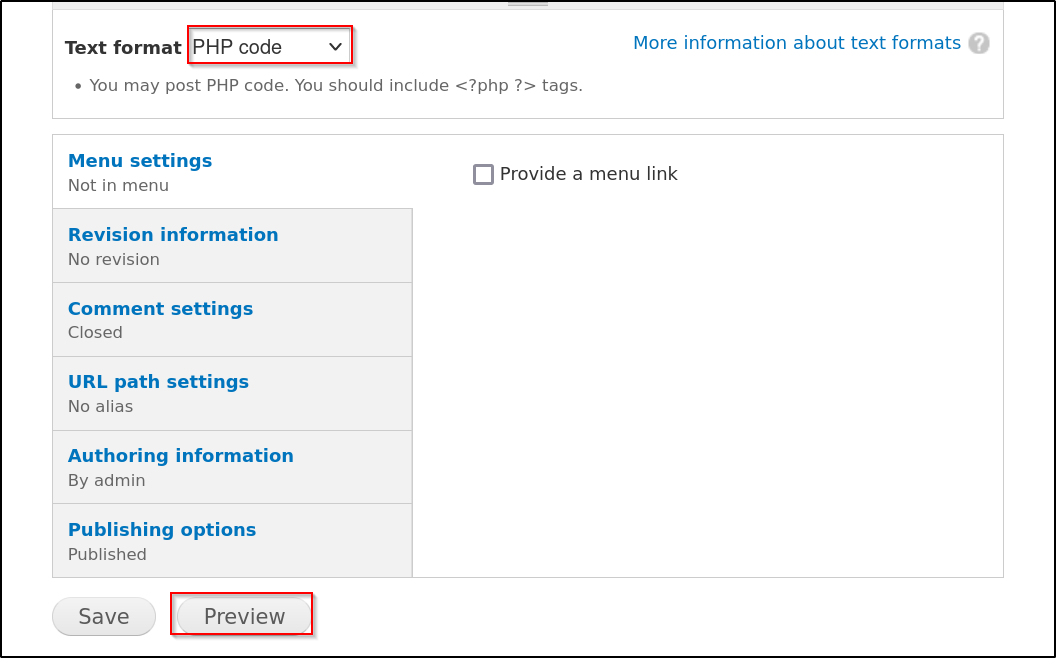 Text format PHP code More information about text formats ?
• You may post PHP code. You should include <?php ?> tags.
Menu settings
Not in menu
Provide a menu link
Revision information
No revision
Comment settings
Closed
URL path settings
No alias
Authoring information
By admin
Publishing options
Published
Save Preview